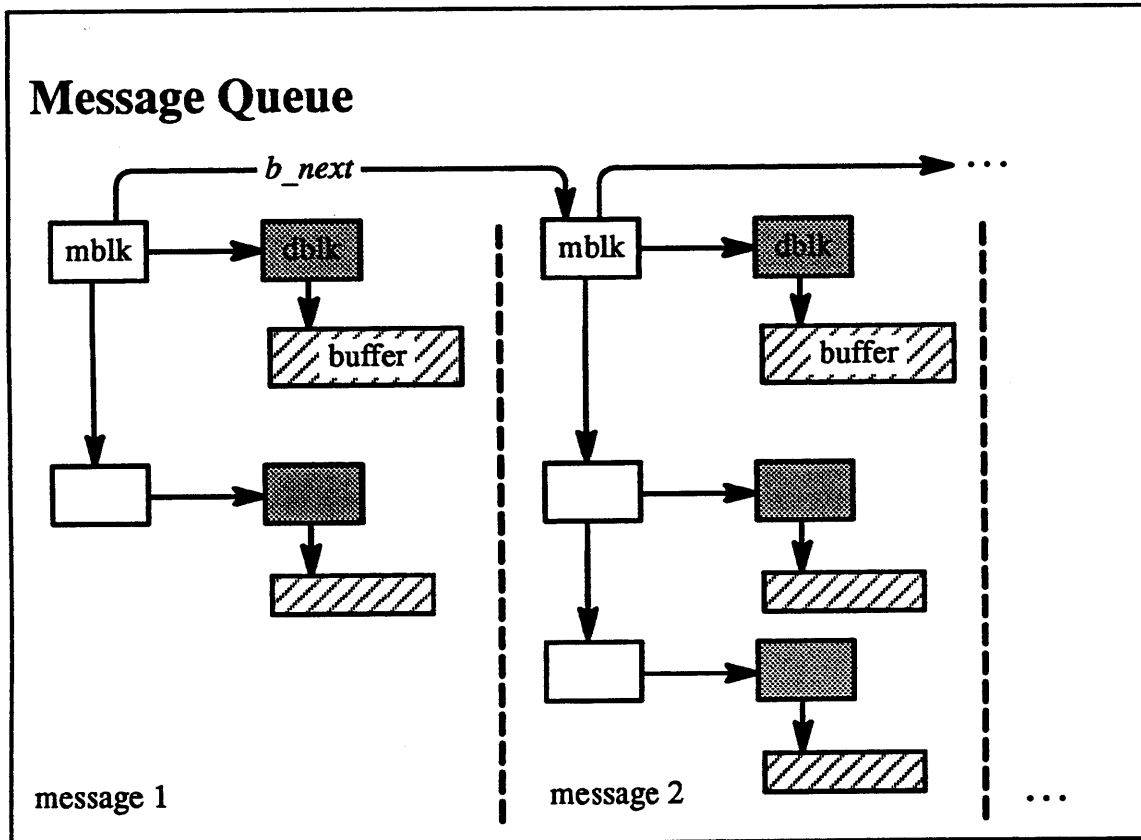 Message Queue
b_next ...
mblk dblk mblk dblk
buffer buffer
message 1 message 2 ...